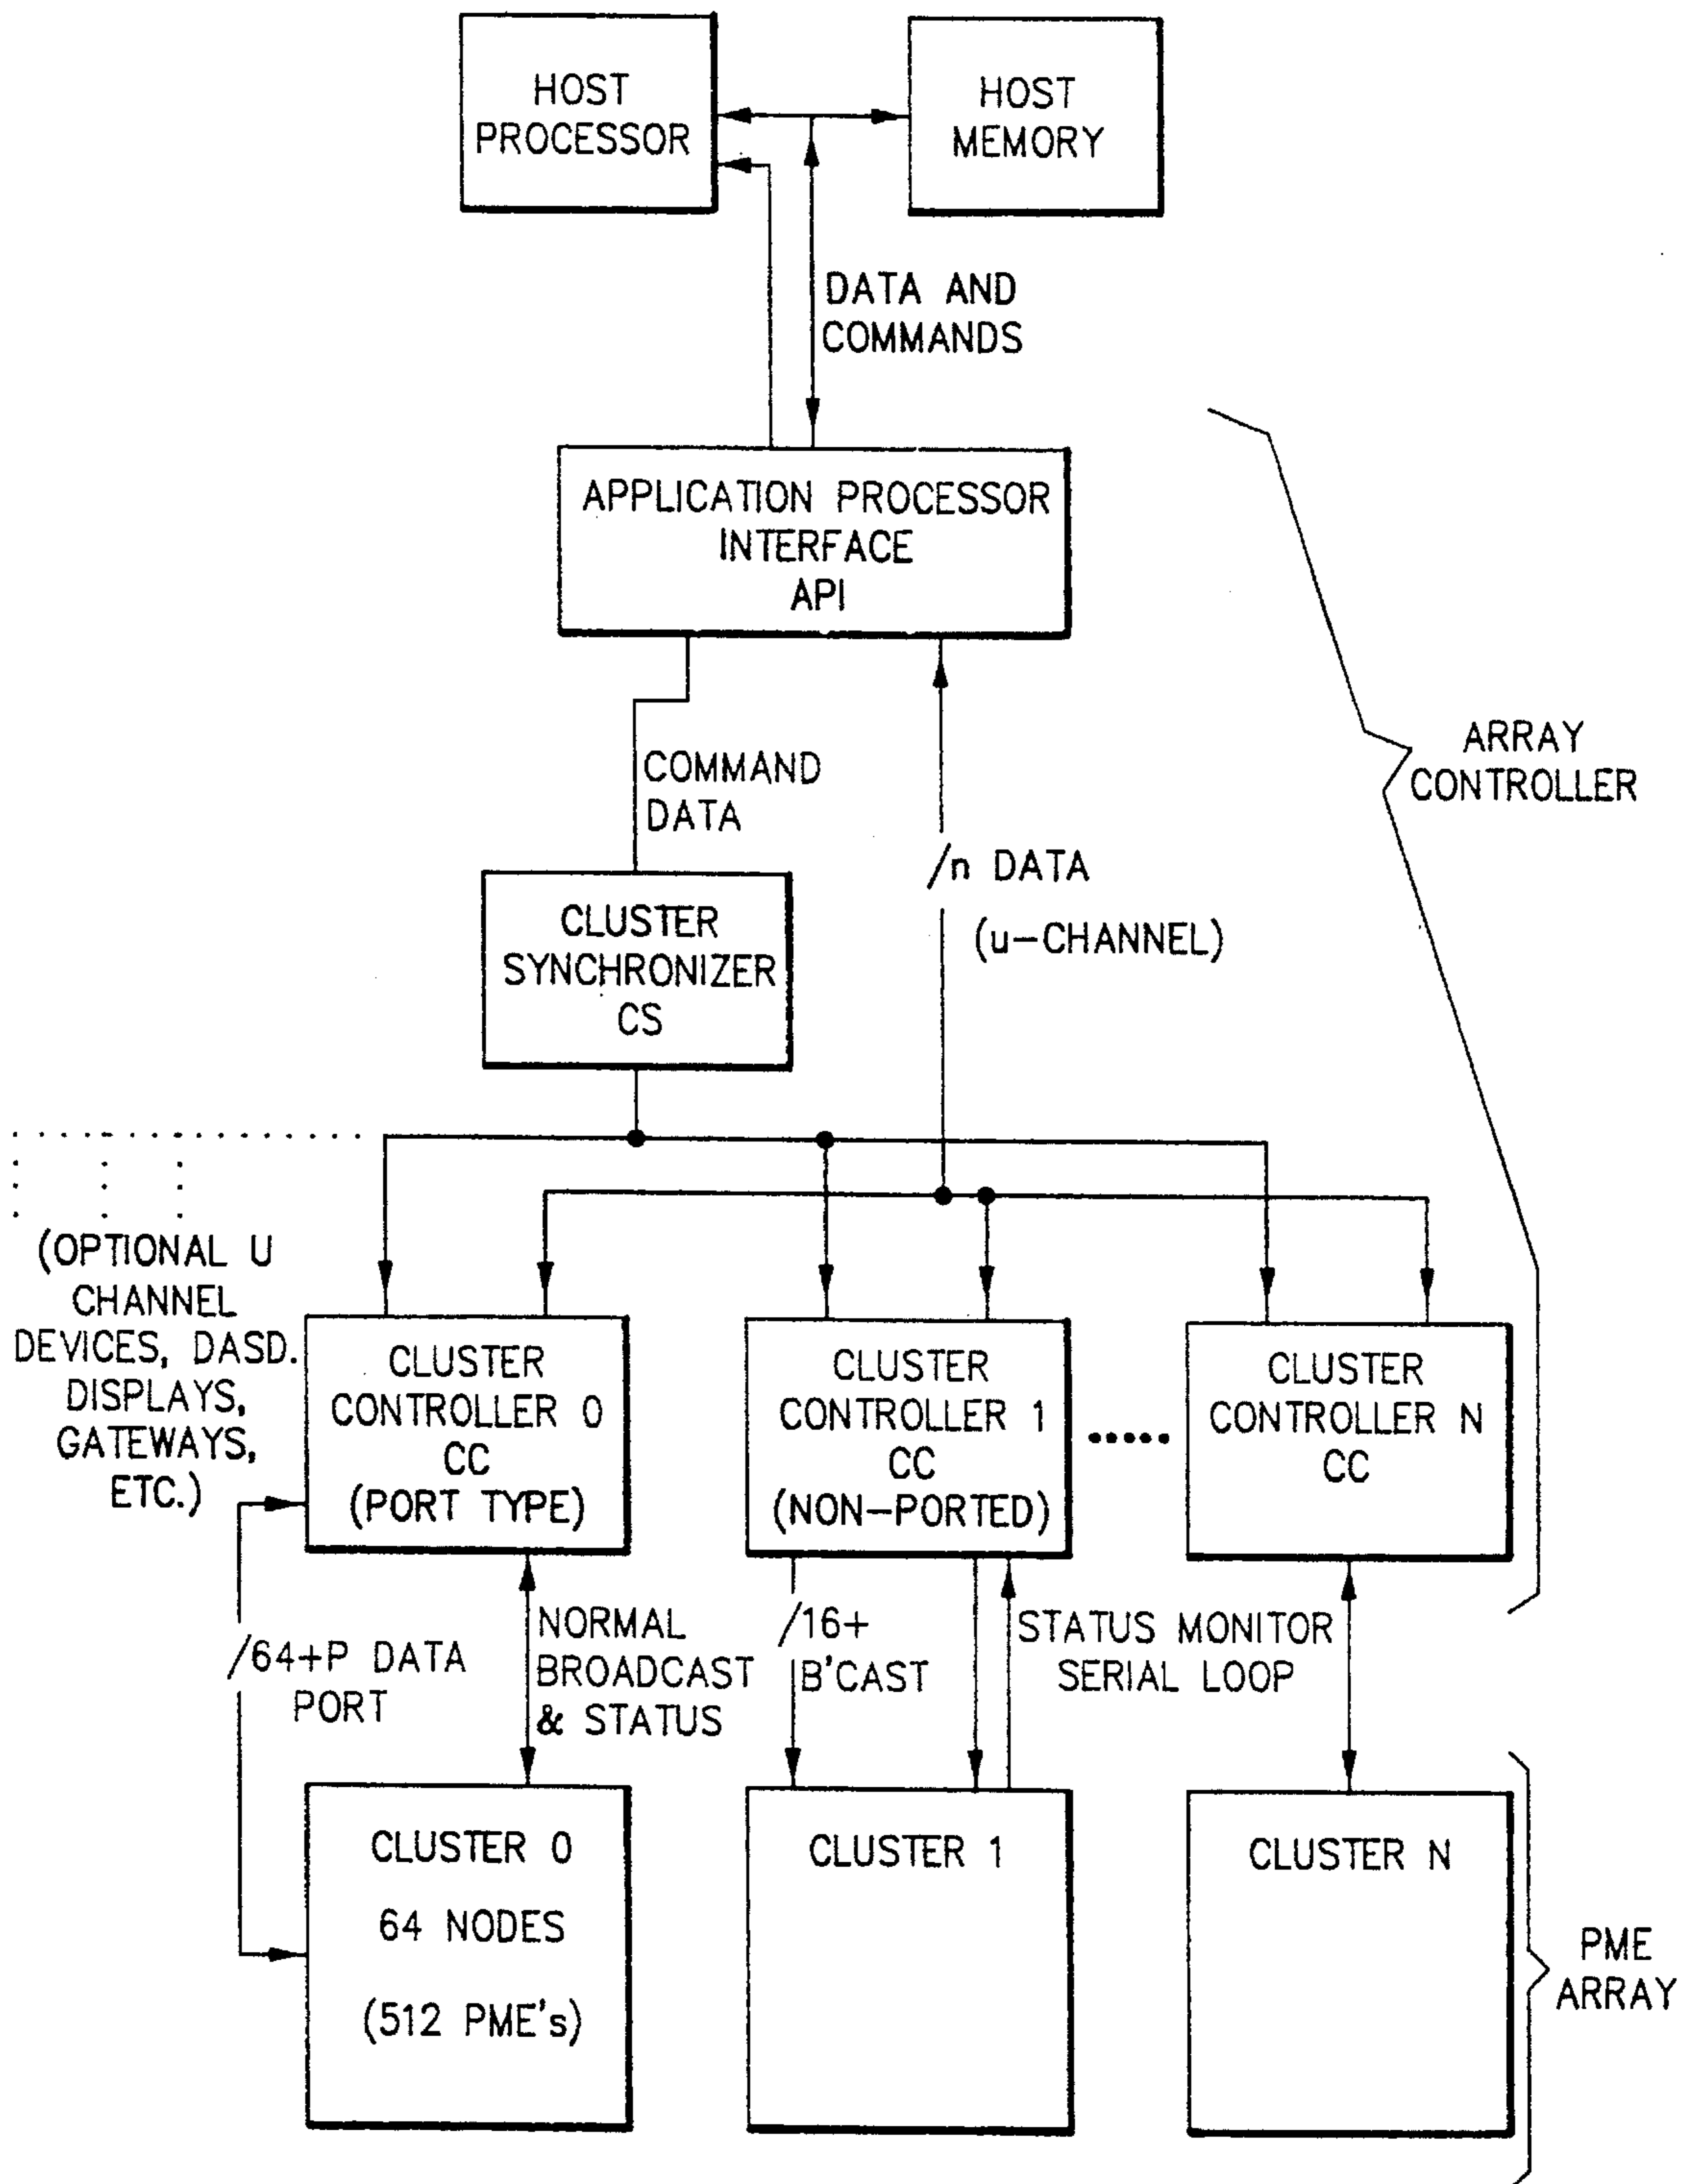 HOST
PROCESSOR
HOST
MEMORY
DATA AND
COMMANDS
APPLICATION PROCESSOR
INTERFACE
API
ARRAY
CONTROLLER
COMMAND
DATA
/n DATA
(u-CHANNEL)
CLUSTER
SYNCHRONIZER
CS
(OPTIONAL U
CHANNEL
DEVICES, DASD.
DISPLAYS,
GATEWAYS,
ETC.)
CLUSTER
CONTROLLER 0
CC
(PORT TYPE)
CLUSTER
CONTROLLER 1
CC
(NON-PORTED)
CLUSTER
CONTROLLER N
CC
/64+P DATA
PORT
NORMAL
BROADCAST
& STATUS
/16+
B'CAST
STATUS MONITOR
SERIAL LOOP
CLUSTER 0
64 NODES
(512 PME's)
CLUSTER 1
CLUSTER N
PME
ARRAY